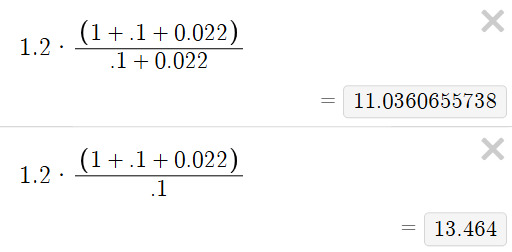 1.2 · (1 + .1 + 0.022) / .1 + 0.022
= 11.0360655738
1.2 · (1 + .1 + 0.022) / .1
= 13.464